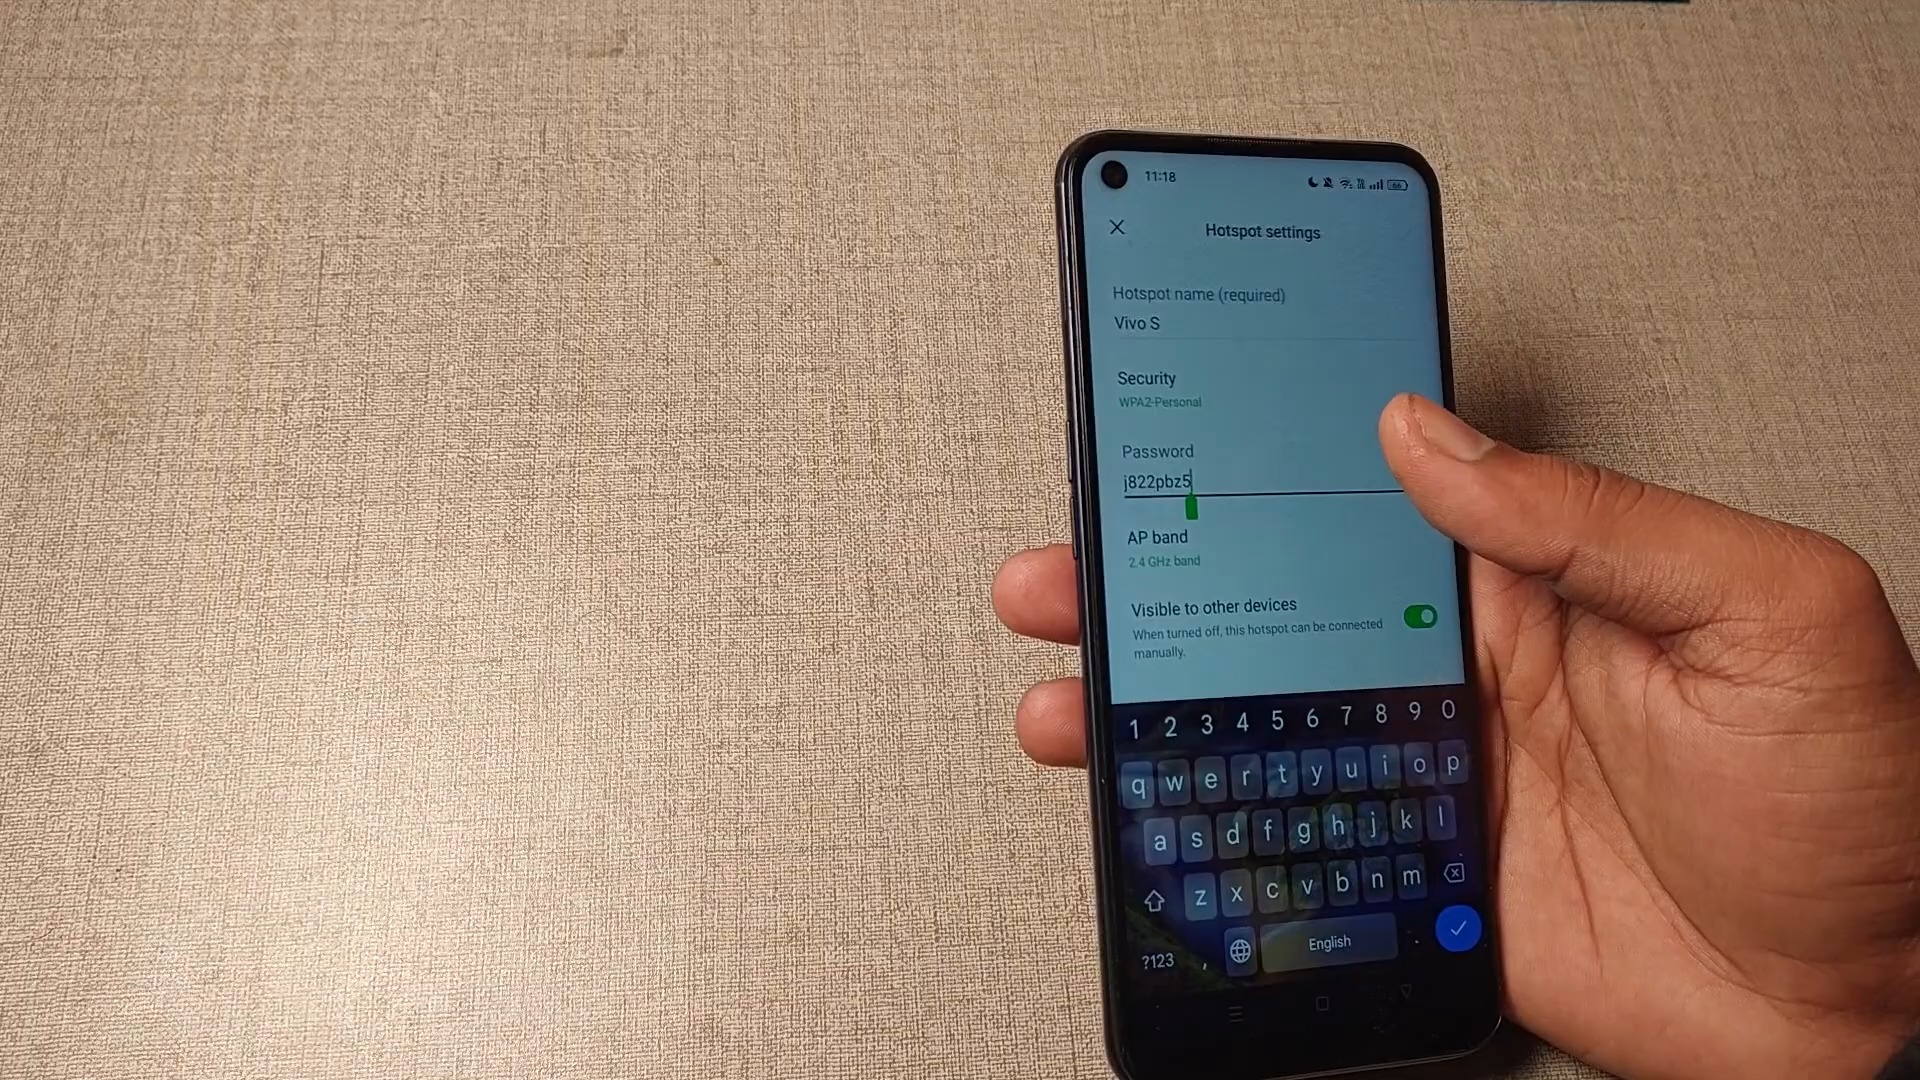 11:18
66
Hotspot settings
Hotspot name (required)
Vivo S
Security
WPA2-Personal
Password
j822pbz5
AP band
2.4 GHz band
Visible to other devices
When turned off, this hotspot can be connected
manually.
1 2 3 4 5 6 7 8 9 0
q w e r t y u i o p
a s d f g h j k l
z x c v b n m
?123 , English .